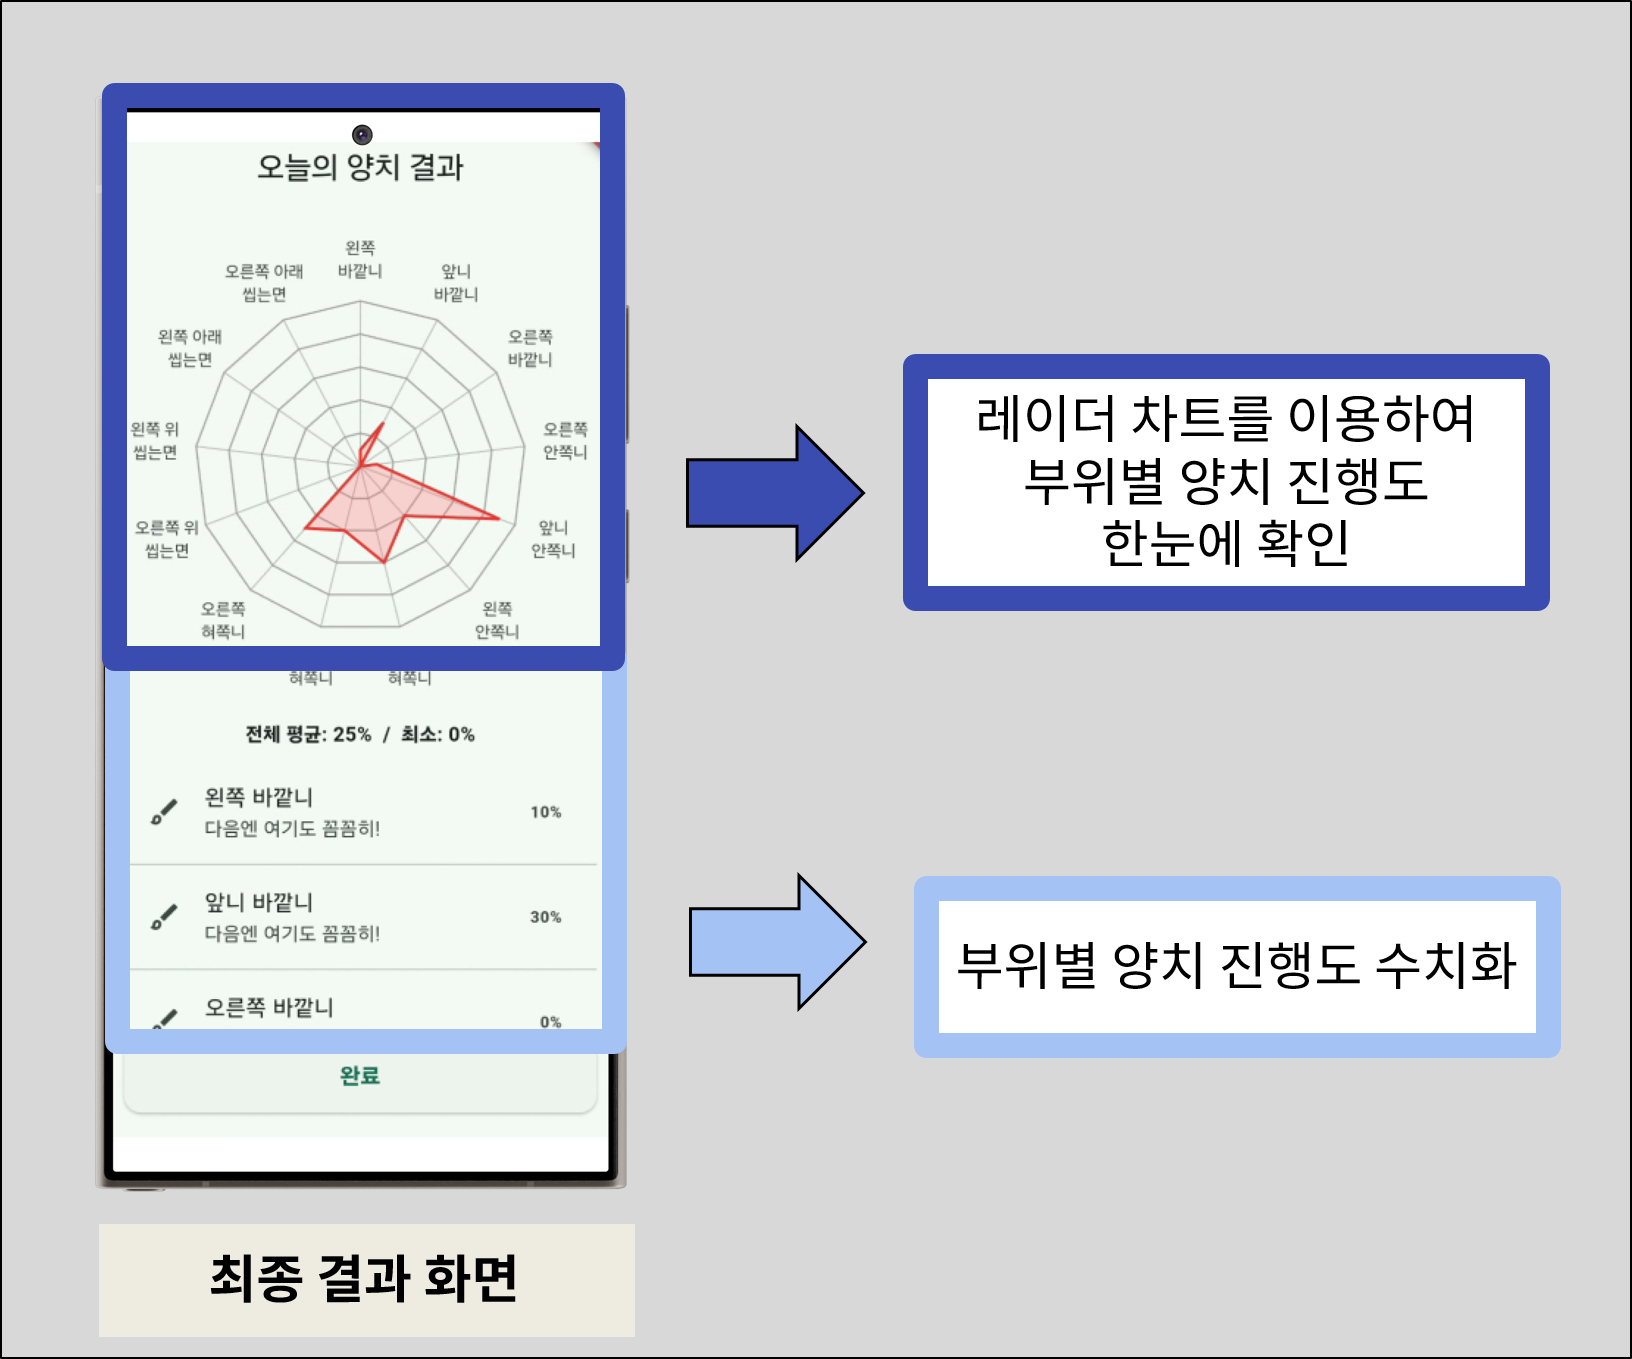 오늘의 양치 결과
왼쪽
바깥니
오른쪽 아래
씹는면
앞니
바깥니
왼쪽 아래
씹는면
오른쪽
바깥니
왼쪽 위
씹는면
오른쪽
안쪽니
오른쪽 위
씹는면
앞니
안쪽니
오른쪽
혀쪽니
왼쪽
안쪽니
혀쪽니
혀쪽니
전체 평균: 25% / 최소: 0%
왼쪽 바깥니
다음엔 여기도 꼼꼼히!
10%
앞니 바깥니
다음엔 여기도 꼼꼼히!
30%
오른쪽 바깥니
0%
완료
최종 결과 화면
레이더 차트를 이용하여
부위별 양치 진행도
한눈에 확인
부위별 양치 진행도 수치화